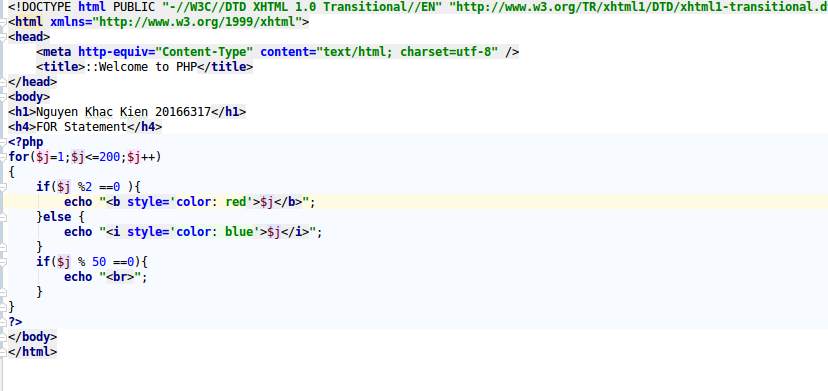 <!DOCTYPE html PUBLIC "-//W3C//DTD XHTML 1.0 Transitional//EN" "http://www.w3.org/TR/xhtml1/DTD/xhtml1-transitional.d
<html xmlns="http://www.w3.org/1999/xhtml">
<head>
    <meta http-equiv="Content-Type" content="text/html; charset=utf-8" />
    <title>::Welcome to PHP</title>
</head>
<body>
<h1>Nguyen Khac Kien 20166317</h1>
<h4>FOR Statement</h4>
<?php
for($j=1;$j<=200;$j++)
{
    if($j %2 ==0 ){
        echo "<b style='color: red'>$j</b>";
    }else {
        echo "<i style='color: blue'>$j</i>";
    }
    if($j % 50 ==0){
        echo "<br>";
    }
}
?>
</body>
</html>